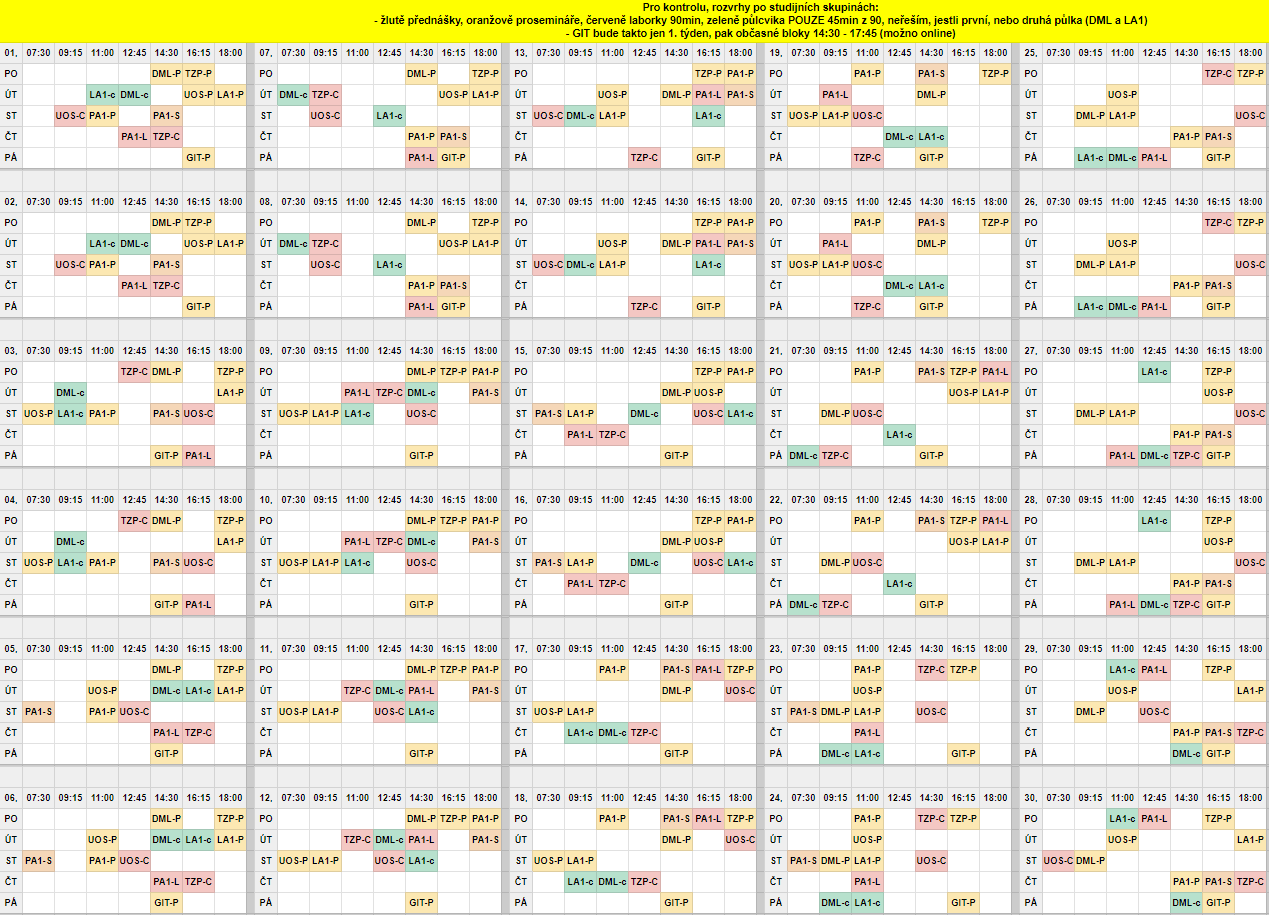 Pro kontrolu, rozvrhy po studijních skupinách:
- žlutě přednášky, oranžově prosemináře, červeně laborky 90min, zeleně půlcvika POUZE 45min z 90, neřeším, jestli první, nebo druhá půlka (DML a LA1)
- GIT bude takto jen 1. týden, pak občasné bloky 14:30 - 17:45 (možno online)
01, 07:30 09:15 11:00 12:45 14:30 16:15 18:00 07, 07:30 09:15 11:00 12:45 14:30 16:15 18:00 13, 07:30 09:15 11:00 12:45 14:30 16:15 18:00 19, 07:30 09:15 11:00 12:45 14:30 16:15 18:00 25, 07:30 09:15 11:00 12:45 14:30 16:15 18:00
PO DML-P TZP-P PO DML-P TZP-P PO TZP-P PA1-P PO PA1-P PA1-S TZP-P PO TZP-C TZP-P
ÚT LA1-c DML-c UOS-P LA1-P ÚT DML-c TZP-C UOS-P LA1-P ÚT UOS-P DML-P PA1-L PA1-S ÚT PA1-L DML-P ÚT UOS-P
ST UOS-C PA1-P PA1-S ST UOS-C LA1-c ST UOS-C DML-c LA1-P LA1-c ST UOS-P LA1-P UOS-C ST DML-P LA1-P UOS-C
ČT PA1-L TZP-C ČT PA1-P PA1-S ČT ČT DML-c LA1-c ČT PA1-P PA1-S
PÁ GIT-P PÁ PA1-L GIT-P PÁ TZP-C GIT-P PÁ TZP-C GIT-P PÁ LA1-c DML-c PA1-L GIT-P
02, 07:30 09:15 11:00 12:45 14:30 16:15 18:00 08, 07:30 09:15 11:00 12:45 14:30 16:15 18:00 14, 07:30 09:15 11:00 12:45 14:30 16:15 18:00 20, 07:30 09:15 11:00 12:45 14:30 16:15 18:00 26, 07:30 09:15 11:00 12:45 14:30 16:15 18:00
PO DML-P TZP-P PO DML-P TZP-P PO TZP-P PA1-P PO PA1-P PA1-S TZP-P PO TZP-C TZP-P
ÚT LA1-c DML-c UOS-P LA1-P ÚT DML-c TZP-C UOS-P LA1-P ÚT UOS-P DML-P PA1-L PA1-S ÚT PA1-L DML-P ÚT UOS-P
ST UOS-C PA1-P PA1-S ST UOS-C LA1-c ST UOS-C DML-c LA1-P LA1-c ST UOS-P LA1-P UOS-C ST DML-P LA1-P UOS-C
ČT PA1-L TZP-C ČT PA1-P PA1-S ČT ČT DML-c LA1-c ČT PA1-P PA1-S
PÁ GIT-P PÁ PA1-L GIT-P PÁ TZP-C GIT-P PÁ TZP-C GIT-P PÁ LA1-c DML-c PA1-L GIT-P
03, 07:30 09:15 11:00 12:45 14:30 16:15 18:00 09, 07:30 09:15 11:00 12:45 14:30 16:15 18:00 15, 07:30 09:15 11:00 12:45 14:30 16:15 18:00 21, 07:30 09:15 11:00 12:45 14:30 16:15 18:00 27, 07:30 09:15 11:00 12:45 14:30 16:15 18:00
PO TZP-C DML-P TZP-P PO DML-P TZP-P PA1-P PO TZP-P PA1-P PO PA1-P PA1-S TZP-P PA1-L PO LA1-c TZP-P
ÚT DML-c LA1-P ÚT PA1-L TZP-C DML-c PA1-S ÚT DML-P UOS-P ÚT UOS-P LA1-P ÚT UOS-P
ST UOS-P LA1-c PA1-P PA1-S UOS-C ST UOS-P LA1-P LA1-c UOS-C ST PA1-S LA1-P DML-c UOS-C LA1-c ST DML-P UOS-C ST DML-P LA1-P UOS-C
ČT ČT ČT PA1-L TZP-C ČT LA1-c ČT PA1-P PA1-S
PÁ GIT-P PA1-L PÁ GIT-P PÁ GIT-P PÁ DML-c TZP-C GIT-P PÁ PA1-L DML-c TZP-C GIT-P
04, 07:30 09:15 11:00 12:45 14:30 16:15 18:00 10, 07:30 09:15 11:00 12:45 14:30 16:15 18:00 16, 07:30 09:15 11:00 12:45 14:30 16:15 18:00 22, 07:30 09:15 11:00 12:45 14:30 16:15 18:00 28, 07:30 09:15 11:00 12:45 14:30 16:15 18:00
PO TZP-C DML-P TZP-P PO DML-P TZP-P PA1-P PO TZP-P PA1-P PO PA1-P PA1-S TZP-P PA1-L PO LA1-c TZP-P
ÚT DML-c LA1-P ÚT PA1-L TZP-C DML-c PA1-S ÚT DML-P UOS-P ÚT UOS-P LA1-P ÚT UOS-P
ST UOS-P LA1-c PA1-P PA1-S UOS-C ST UOS-P LA1-P LA1-c UOS-C ST PA1-S LA1-P DML-c UOS-C LA1-c ST DML-P UOS-C ST DML-P LA1-P UOS-C
ČT ČT ČT PA1-L TZP-C ČT LA1-c ČT PA1-P PA1-S
PÁ GIT-P PA1-L PÁ GIT-P PÁ GIT-P PÁ DML-c TZP-C GIT-P PÁ PA1-L DML-c TZP-C GIT-P
05, 07:30 09:15 11:00 12:45 14:30 16:15 18:00 11, 07:30 09:15 11:00 12:45 14:30 16:15 18:00 17, 07:30 09:15 11:00 12:45 14:30 16:15 18:00 23, 07:30 09:15 11:00 12:45 14:30 16:15 18:00 29, 07:30 09:15 11:00 12:45 14:30 16:15 18:00
PO DML-P TZP-P PO DML-P TZP-P PA1-P PO PA1-P PA1-S PA1-L TZP-P PO PA1-P TZP-C TZP-P PO LA1-c PA1-L TZP-P
ÚT UOS-P DML-c LA1-c LA1-P ÚT TZP-C DML-c PA1-L PA1-S ÚT DML-P UOS-C ÚT UOS-P ÚT UOS-P LA1-P
ST PA1-S PA1-P UOS-C ST UOS-P LA1-P UOS-C LA1-c ST UOS-P LA1-P ST PA1-S DML-P LA1-P UOS-C ST DML-P UOS-C
ČT PA1-L TZP-C ČT ČT LA1-c DML-c TZP-C ČT PA1-L ČT PA1-P PA1-S TZP-C
PÁ GIT-P PÁ GIT-P PÁ GIT-P PÁ DML-c LA1-c GIT-P PÁ DML-c GIT-P
06, 07:30 09:15 11:00 12:45 14:30 16:15 18:00 12, 07:30 09:15 11:00 12:45 14:30 16:15 18:00 18, 07:30 09:15 11:00 12:45 14:30 16:15 18:00 24, 07:30 09:15 11:00 12:45 14:30 16:15 18:00 30, 07:30 09:15 11:00 12:45 14:30 16:15 18:00
PO DML-P TZP-P PO DML-P TZP-P PA1-P PO PA1-P PA1-S PA1-L TZP-P PO PA1-P TZP-C TZP-P PO LA1-c PA1-L TZP-P
ÚT UOS-P DML-c LA1-c LA1-P ÚT TZP-C DML-c PA1-L PA1-S ÚT DML-P UOS-C ÚT UOS-P ÚT UOS-P LA1-P
ST PA1-S PA1-P UOS-C ST UOS-P LA1-P UOS-C LA1-c ST UOS-P LA1-P ST PA1-S DML-P LA1-P UOS-C ST UOS-C DML-P
ČT PA1-L TZP-C ČT ČT LA1-c DML-c TZP-C ČT PA1-L ČT PA1-P PA1-S TZP-C
PÁ GIT-P PÁ GIT-P PÁ GIT-P PÁ DML-c LA1-c GIT-P PÁ DML-c GIT-P